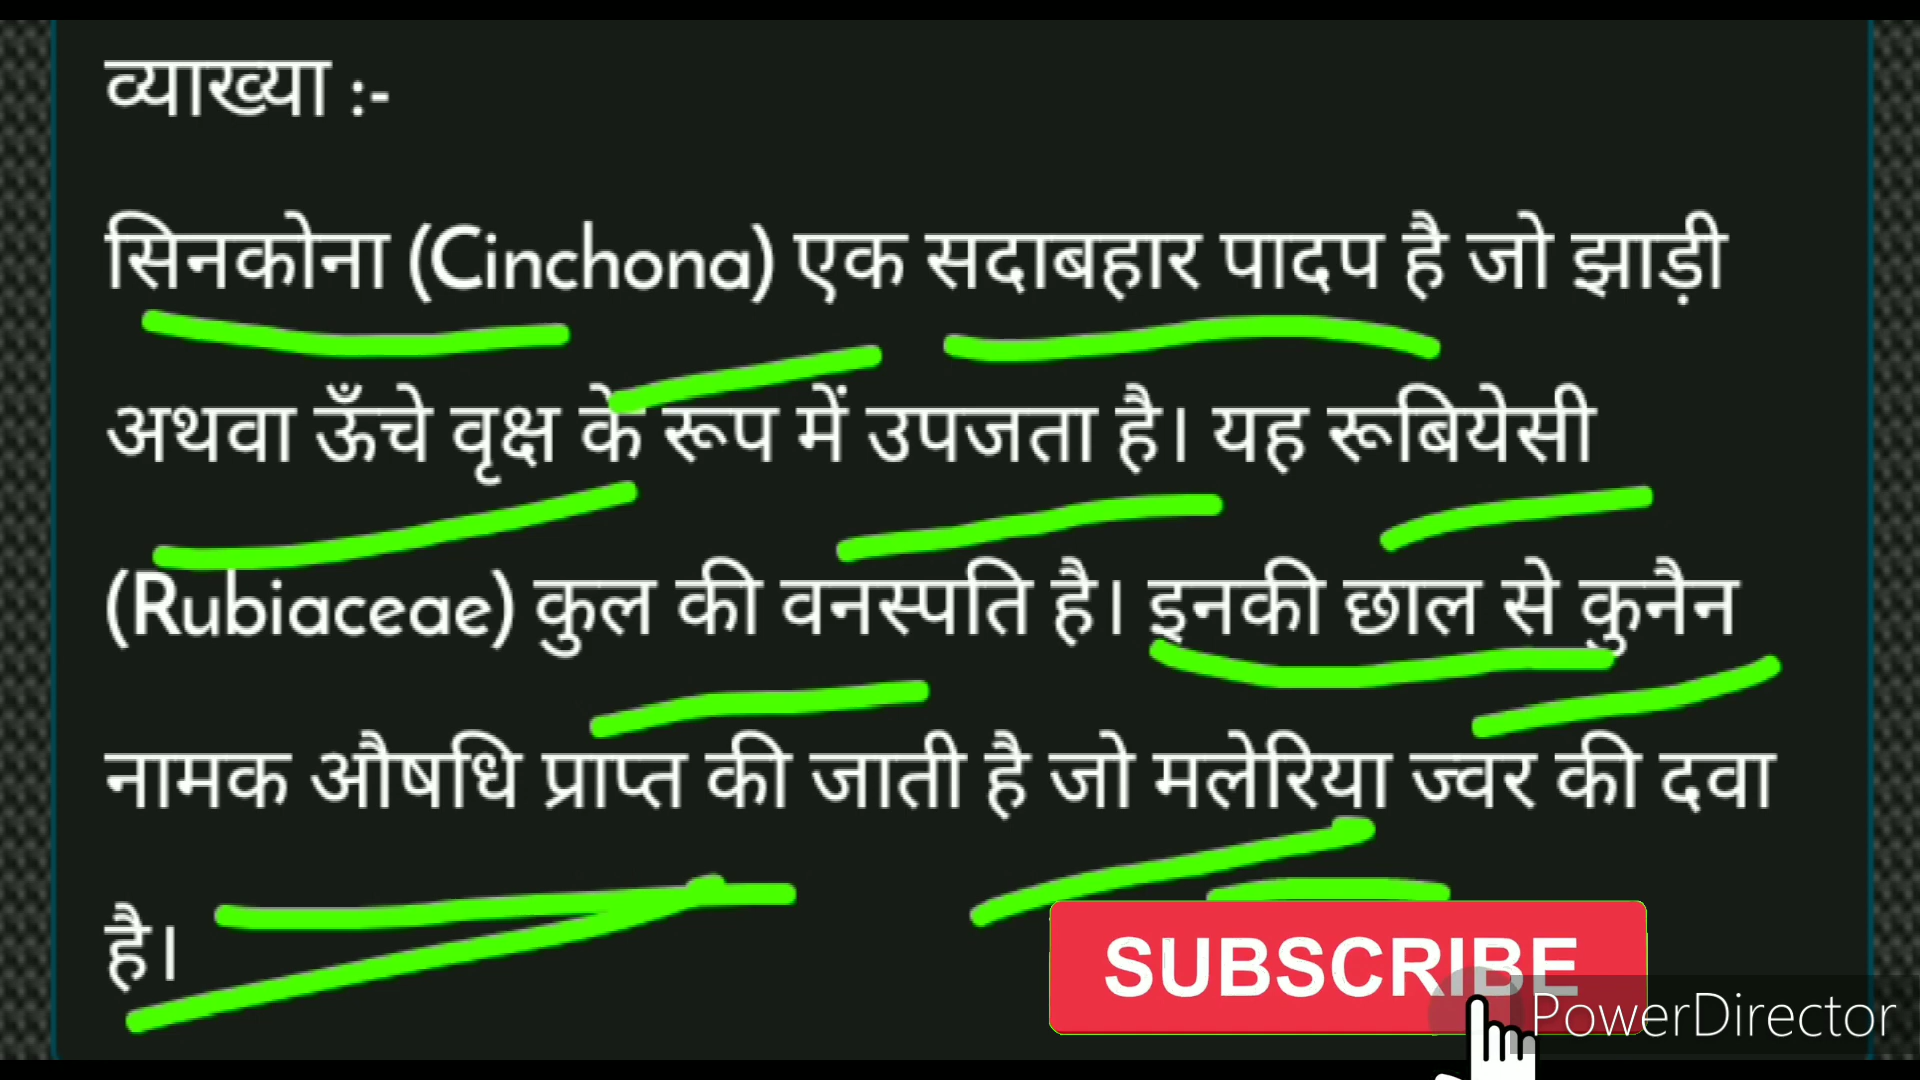 व्याख्या :-
सिनकोना (Cinchona) एक सदाबहार पादप है जो झाड़ी
अथवा ऊँचे वृक्ष के रूप में उपजता है। यह रूबियेसी
(Rubiaceae) कुल की वनस्पति है। इनकी छाल से कुनैन
नामक औषधि प्राप्त की जाती है जो मलेरिया ज्वर की दवा
है।
SUBSCRIBE
PowerDirector